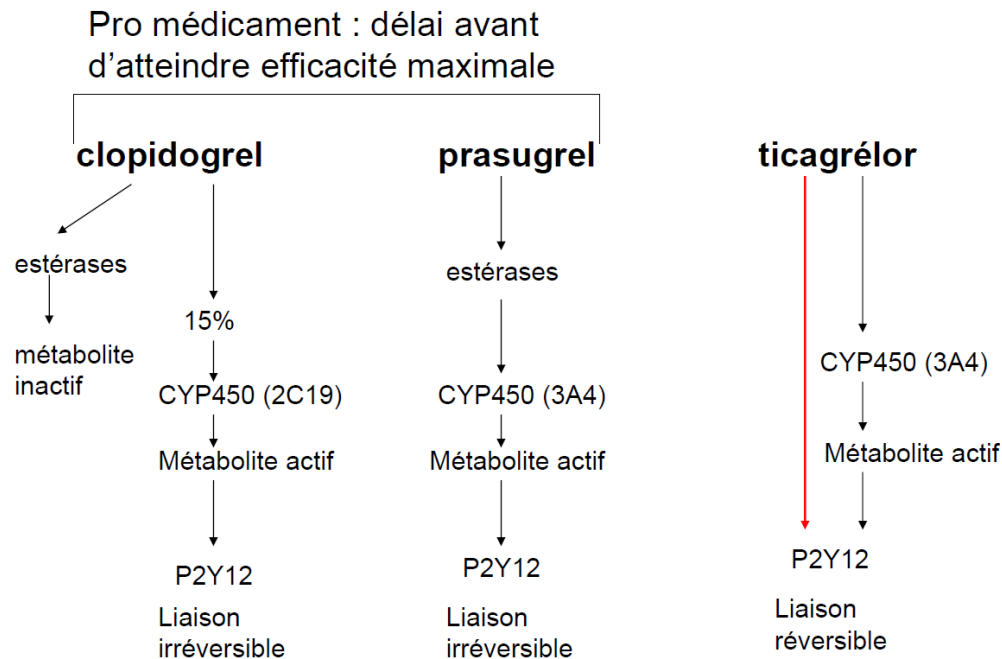 Pro médicament : délai avant
d'atteindre efficacité maximale
clopidogrel
prasugrel
ticagrélor
estérases
métabolite
inactif
15%
CYP450 (2C19)
Métabolite actif
P2Y12
Liaison
irréversible
estérases
CYP450 (3A4)
Métabolite actif
P2Y12
Liaison
irréversible
CYP450 (3A4)
Métabolite actif
P2Y12
Liaison
réversible